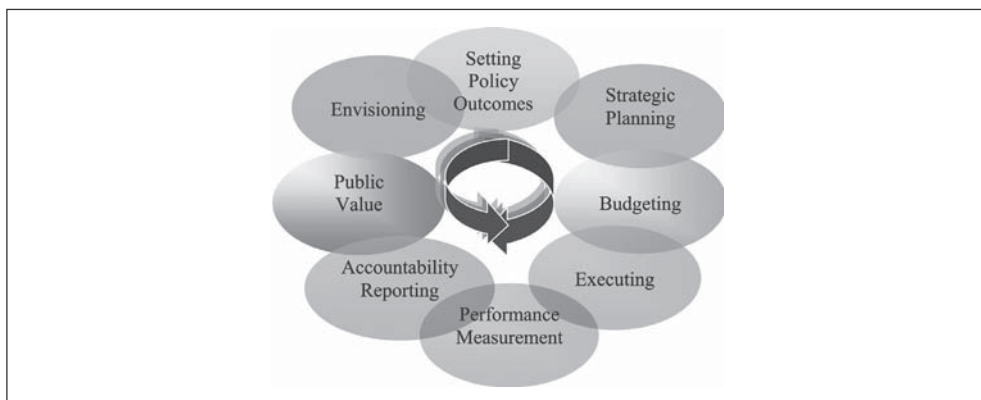 Setting
Policy
Outcomes
Strategic
Planning
Budgeting
Executing
Performance
Measurement
Accountability
Reporting
Public
Value
Envisioning